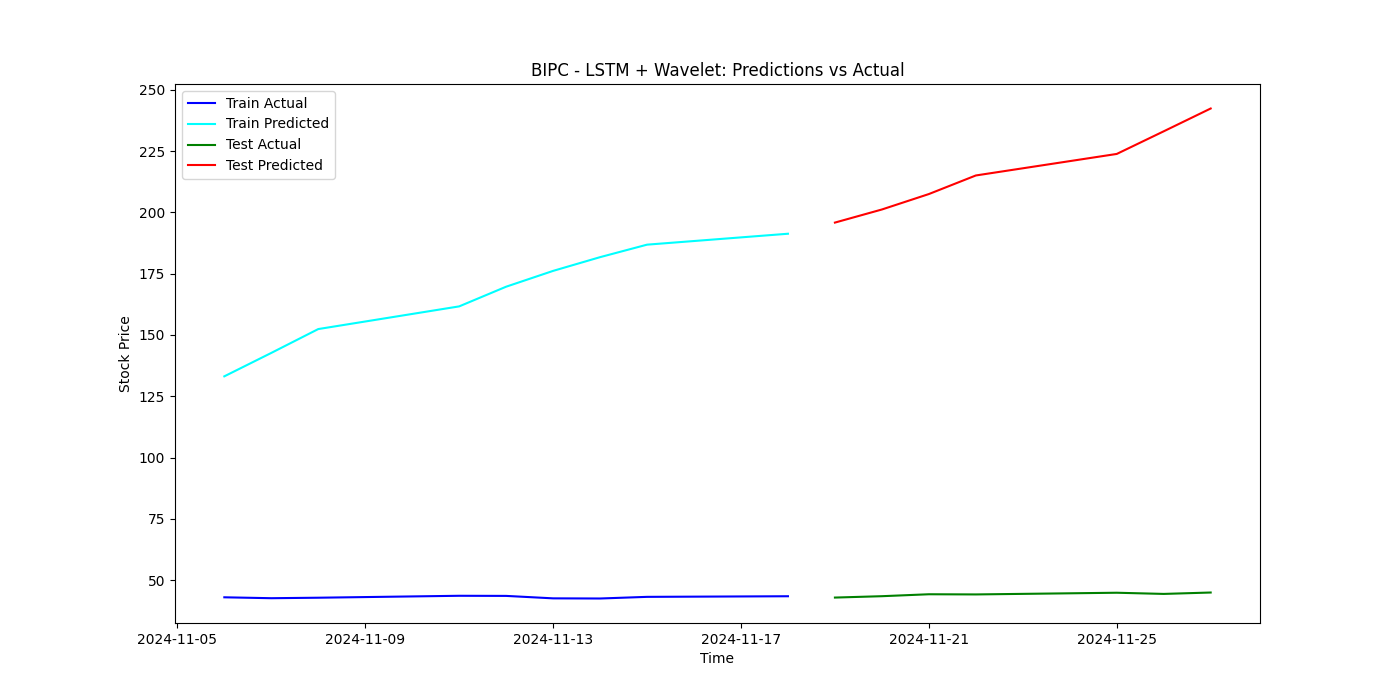 BIPC - LSTM + Wavelet: Predictions vs Actual
Train Actual
Train Predicted
Test Actual
Test Predicted
Stock Price
250
225
200
175
150
125
100
75
50
2024-11-05
2024-11-09
2024-11-13
2024-11-17
2024-11-21
2024-11-25
Time